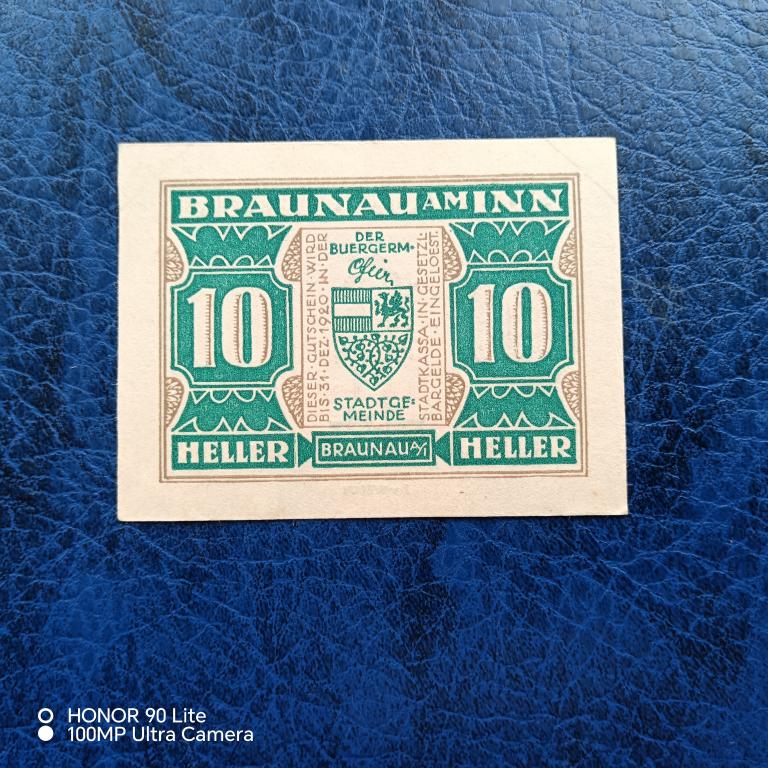 BRAUNAU AM INN
DIESER · GUTSCHEIN · WIRD
BIS · 31 · DEZ · 1920 · IN · DER
DER
BUERGERM ·
STADTKASSA · IN · GESETZL:
BARGELDE · EINGELOEST
10
10
STADTGE=
MEINDE
HELLER
BRAUNAU A/I
HELLER
HONOR 90 Lite
100MP Ultra Camera